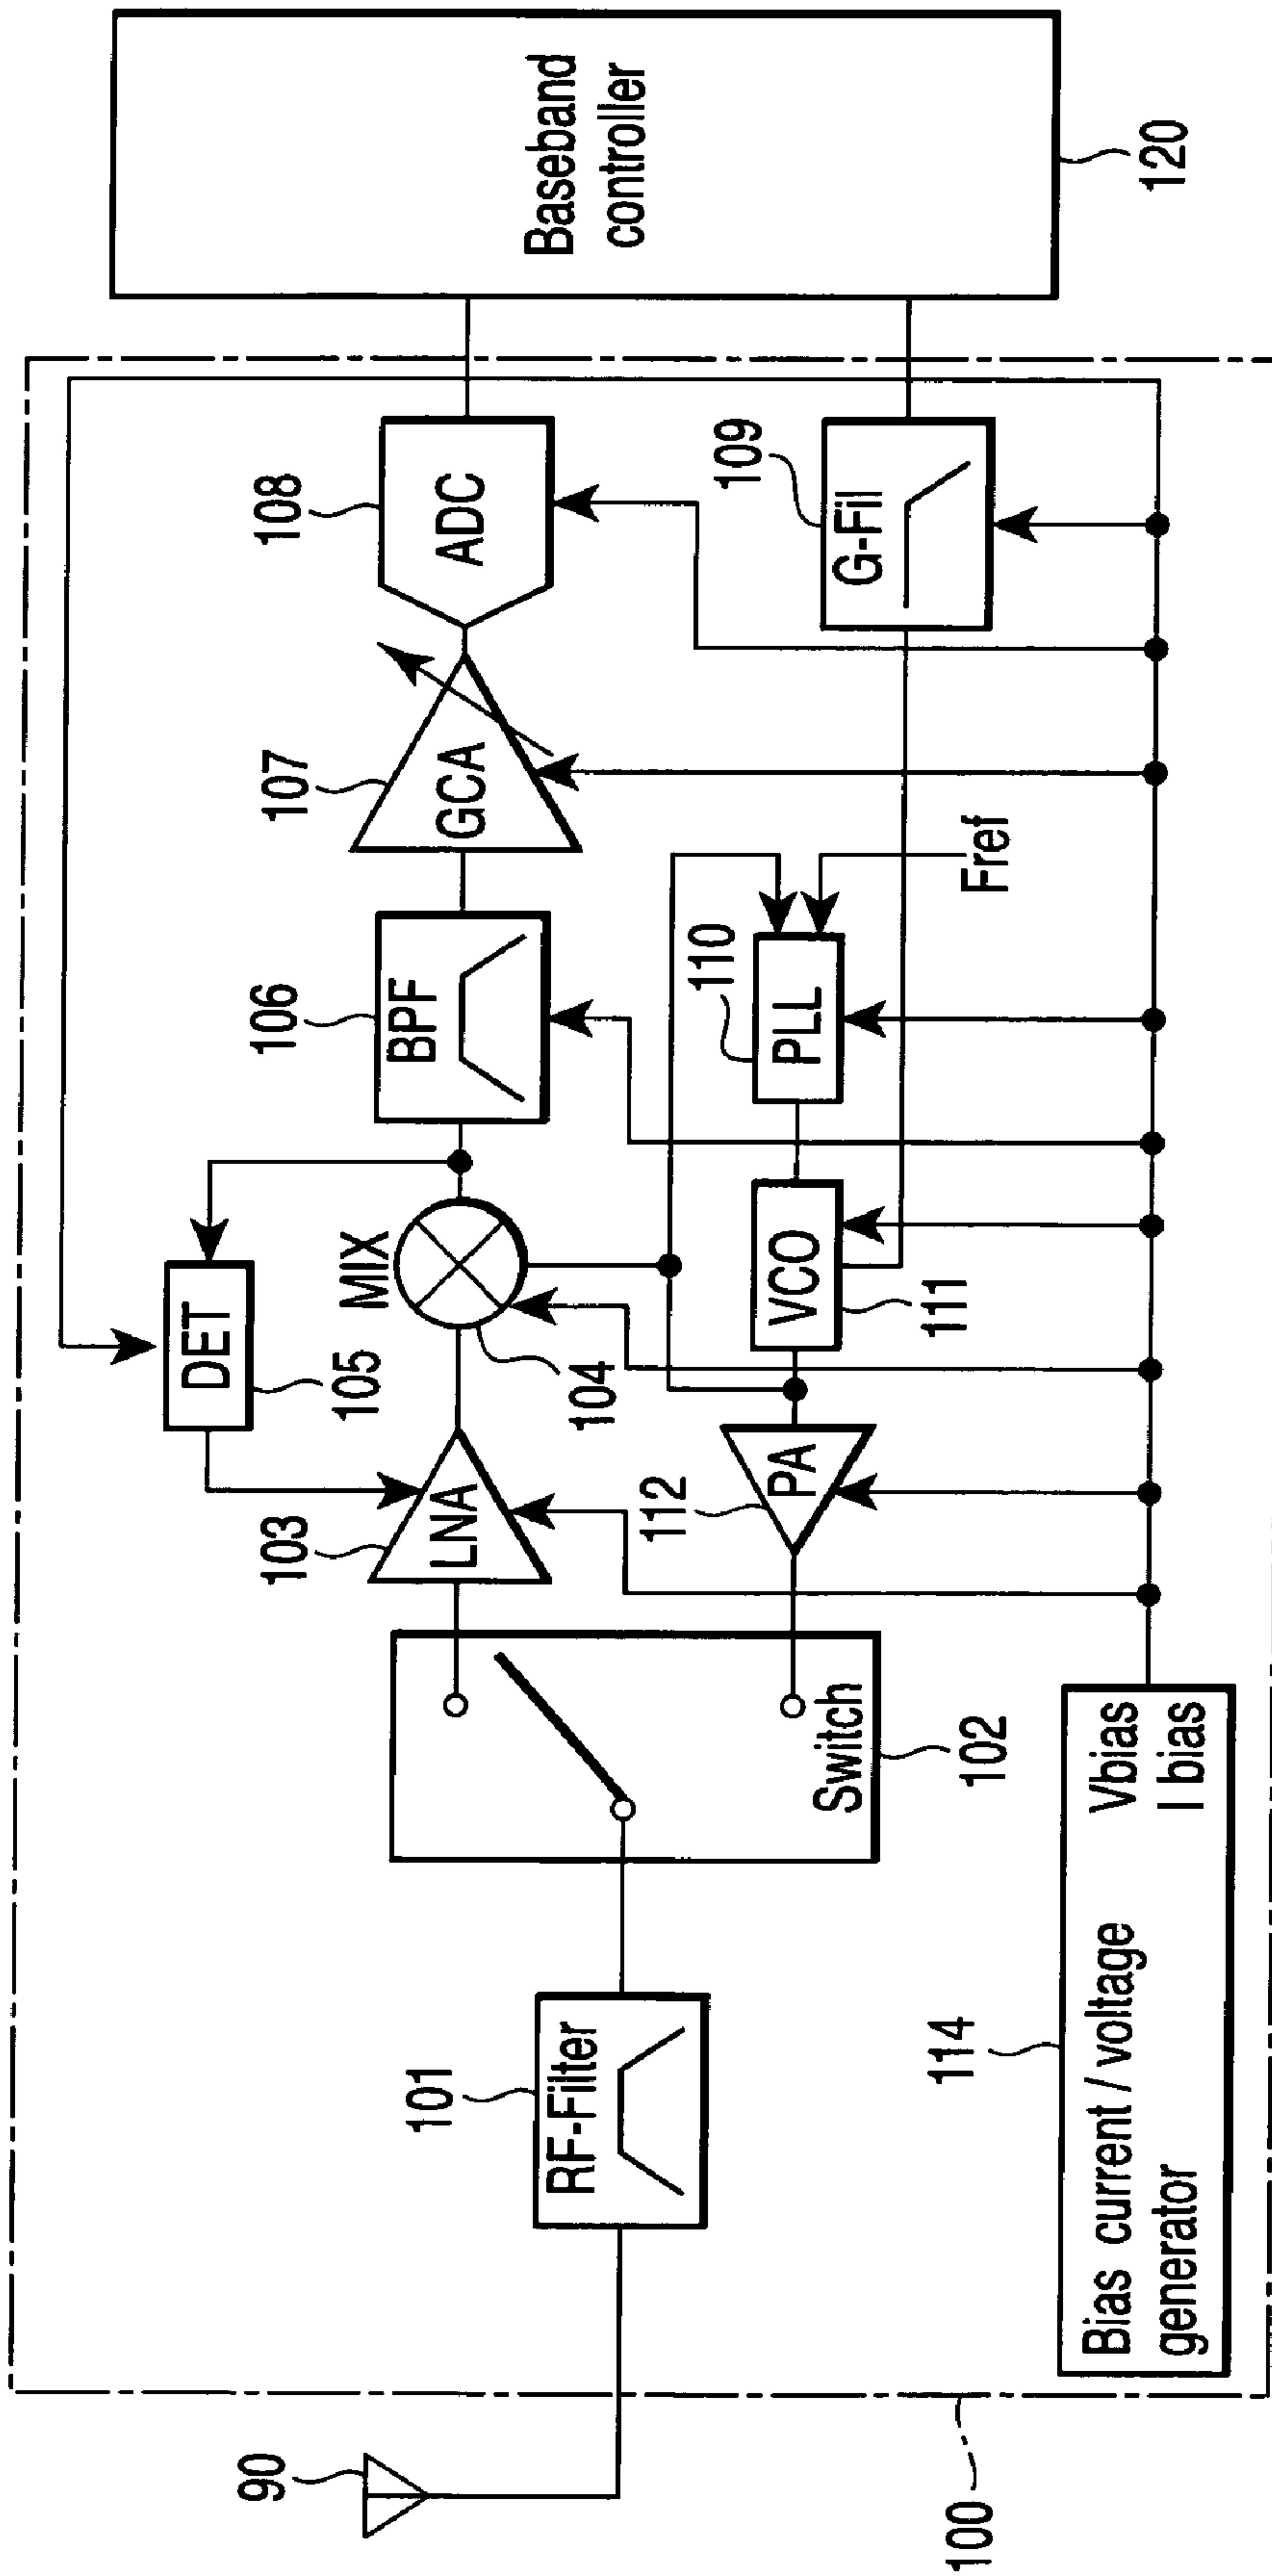 90
100
101
RF-Filter
114
Bias current / voltage
generator
Vbias
I bias
Switch
102
103
LNA
DET
105
MIX
104
112
PA
VCO
111
106
BPF
110
PLL
Fref
107
GCA
108
ADC
109
G-Fil
Baseband
controller
120